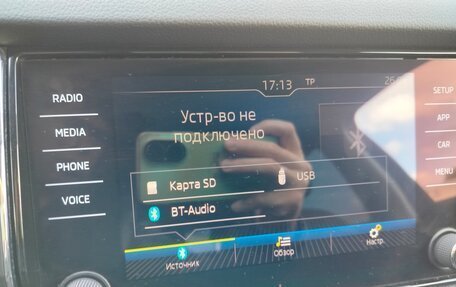 RADIO
MEDIA
PHONE
VOICE
17:13 TP
Устр-во не
подключено
Карта SD
USB
BT-Audio
Источник
Обзор
Настр.
SETUP
APP
CAR
MENU